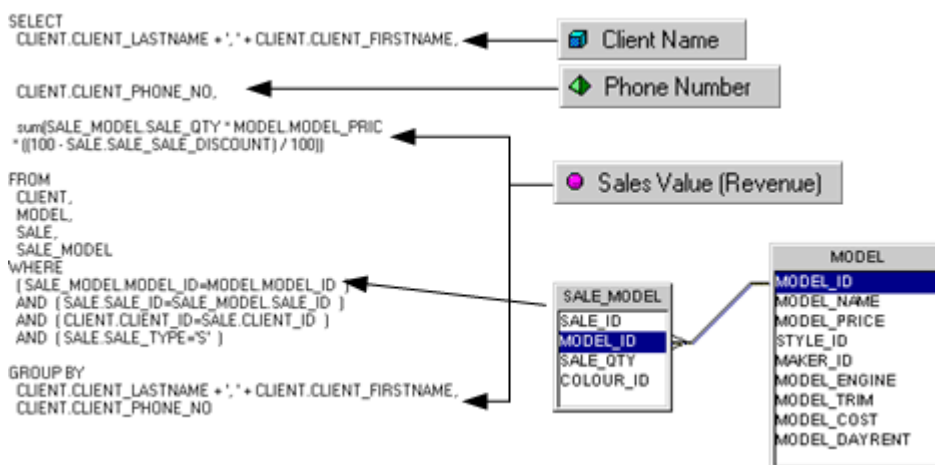 SELECT
CLIENT.CLIENT_LASTNAME + ', ' + CLIENT.CLIENT_FIRSTNAME,
CLIENT.CLIENT_PHONE_NO,
sum(SALE_MODEL.SALE_QTY * MODEL.MODEL_PRIC
* ((100 - SALE.SALE_SALE_DISCOUNT) / 100))
FROM
CLIENT,
MODEL,
SALE,
SALE_MODEL
WHERE
( SALE_MODEL.MODEL_ID=MODEL.MODEL_ID )
AND ( SALE.SALE_ID=SALE_MODEL.SALE_ID )
AND ( CLIENT.CLIENT_ID=SALE.CLIENT_ID )
AND ( SALE.SALE_TYPE='S' )
GROUP BY
CLIENT.CLIENT_LASTNAME + ', ' + CLIENT.CLIENT_FIRSTNAME,
CLIENT.CLIENT_PHONE_NO
Client Name
Phone Number
Sales Value (Revenue)
SALE_MODEL
SALE_ID
MODEL_ID
SALE_QTY
COLOUR_ID
MODEL
MODEL_ID
MODEL_NAME
MODEL_PRICE
STYLE_ID
MAKER_ID
MODEL_ENGINE
MODEL_TRIM
MODEL_COST
MODEL_DAYRENT